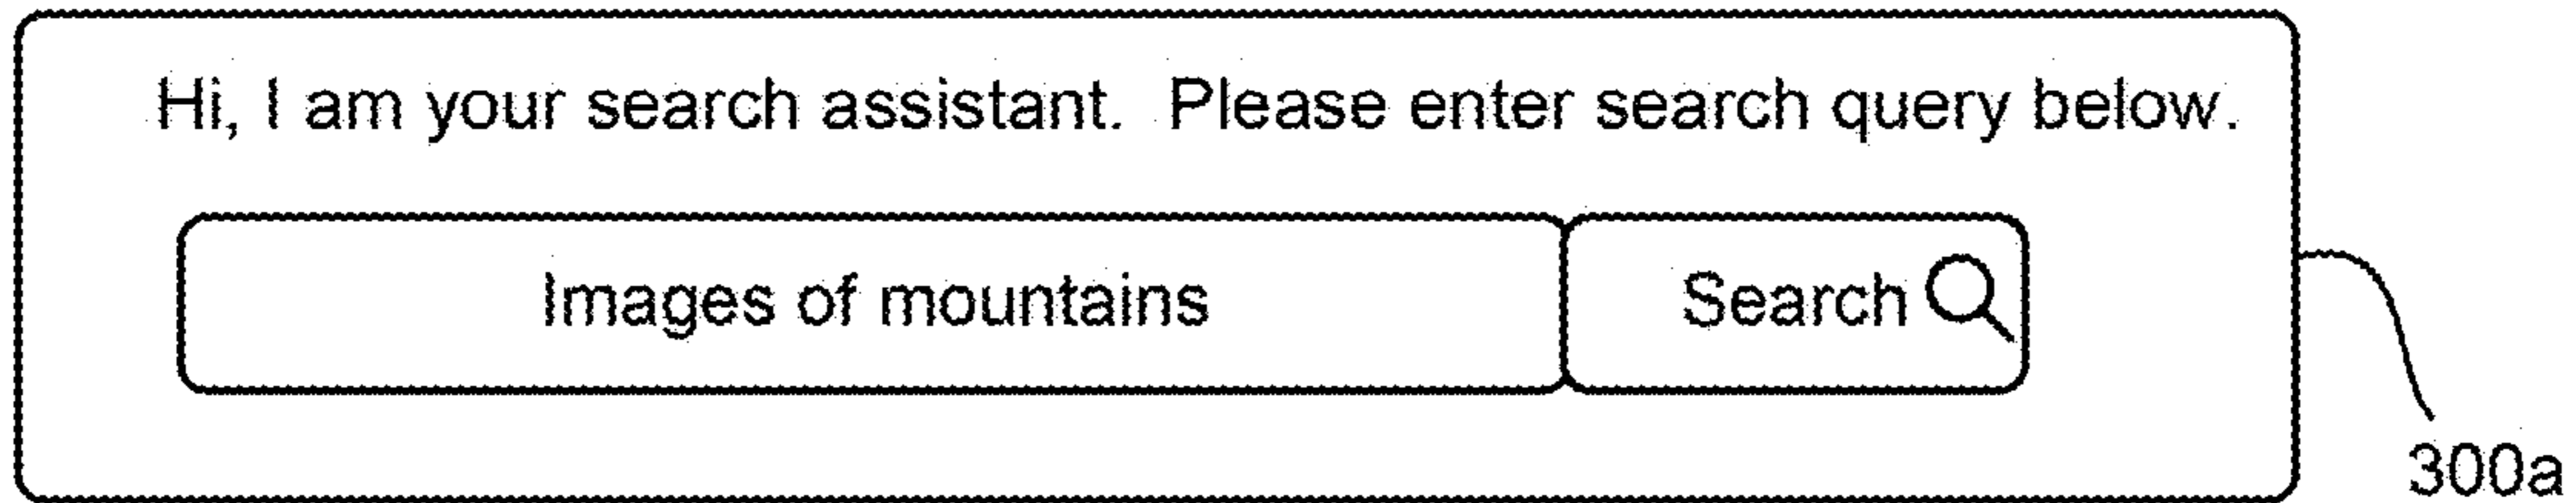 Hi, I am your search assistant. Please enter search query below.
Images of mountains
Search
300a